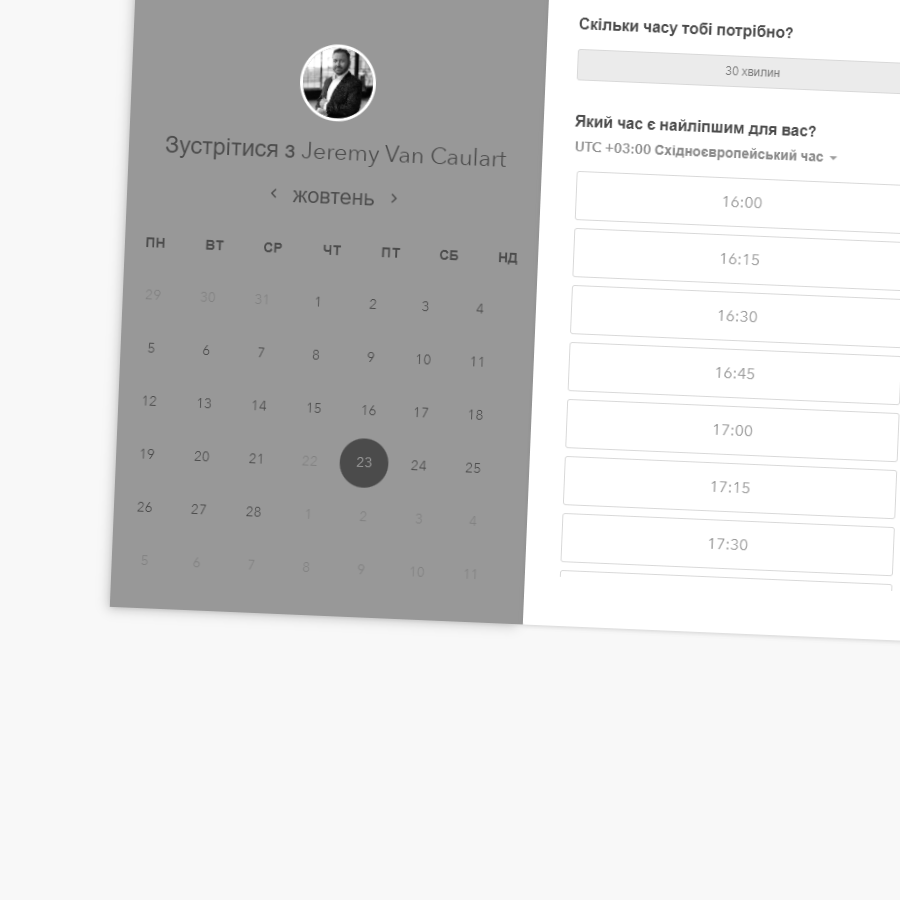 Зустрітися з Jeremy Van Caulart
жовтень
ПН ВТ СР ЧТ ПТ СБ НД
29 30 31 1 2 3 4
5 6 7 8 9 10 11
12 13 14 15 16 17 18
19 20 21 22 23 24 25
26 27 28 1 2 3 4
5 6 7 8 9 10 11
Скільки часу тобі потрібно?
30 хвилин
Який час є найліпшим для вас?
UTC +03:00 Східноєвропейський час
16:00
16:15
16:30
16:45
17:00
17:15
17:30